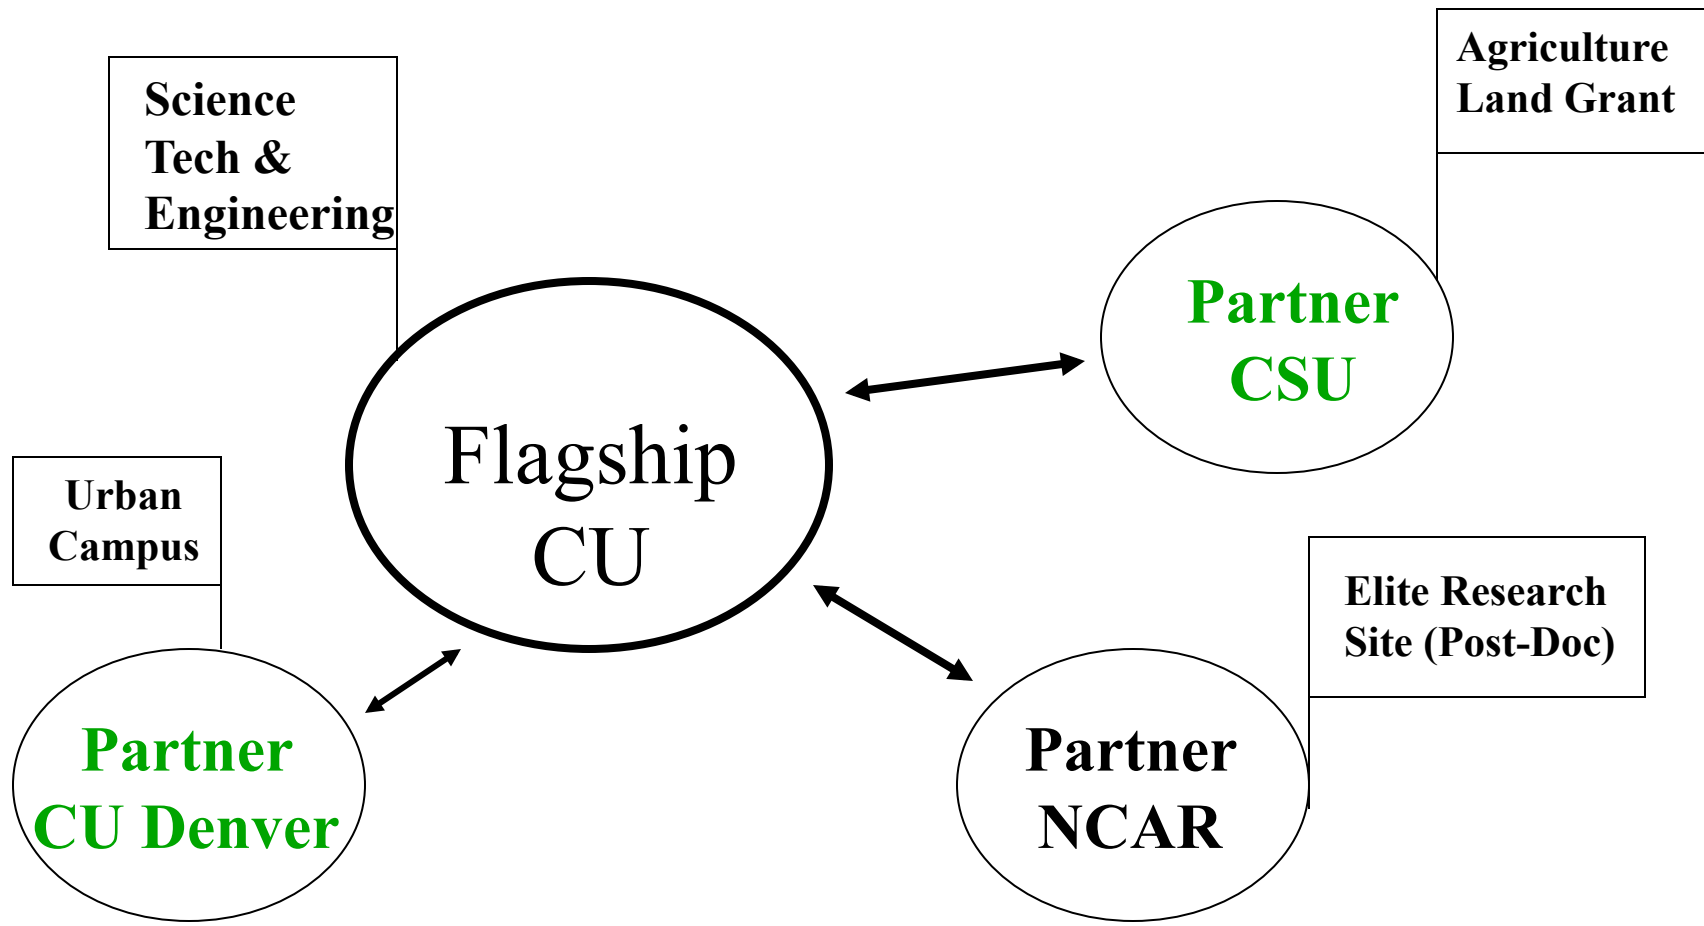 Science
Tech &
Engineering
Agriculture
Land Grant
Partner
CSU
Flagship
CU
Urban
Campus
Partner
CU Denver
Elite Research
Site (Post-Doc)
Partner
NCAR